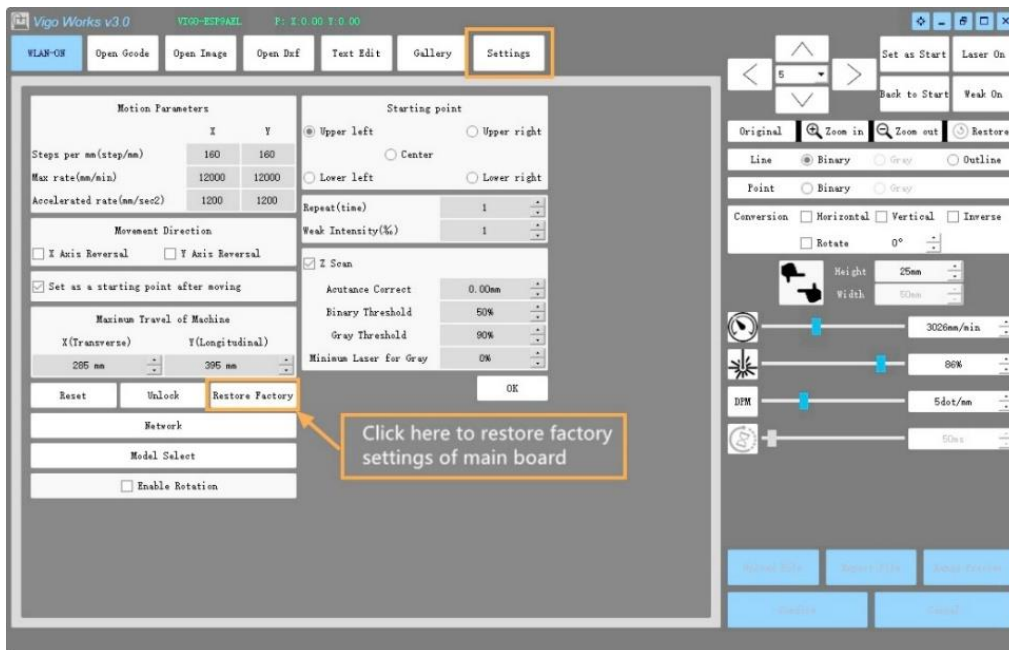 Vigo Works v3.0 VIGO-ESP9AEL P: X:0.00 Y:0.00
WLAN-ON Open Gcode Open Image Open Dxf Text Edit Gallery Settings
5
Set as Start Laser On
Back to Start Weak On
Motion Parameters
X Y
Steps per mm(step/mm) 160 160
Max rate(mm/min) 12000 12000
Accelerated rate(mm/sec2) 1200 1200
Movement Direction
X Axis Reversal Y Axis Reversal
Set as a starting point after moving
Maximum Travel of Machine
X(Transverse) Y(Longitudinal)
285 mm 395 mm
Reset Unlock Restore Factory
Network
Model Select
Enable Rotation
Starting point
Upper left Upper right
Center
Lower left Lower right
Repeat(time) 1
Weak Intensity(‰) 1
Z Scan
Acutance Correct 0.00mm
Binary Threshold 50%
Gray Threshold 90%
Minimum Laser for Gray 0%
OK
Click here to restore factory
settings of main board
Original Zoom in Zoom out Restore
Line Binary Gray Outline
Point Binary Gray
Conversion Horizontal Vertical Inverse
Rotate 0°
Height 25mm
Width 50mm
3026mm/min
86%
DPM 5dot/mm
50ms